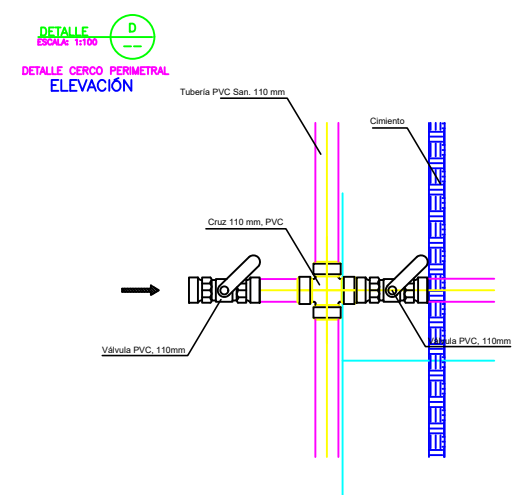 DETALLE
ESCALA: 1:100
D
--
DETALLE CERCO PERIMETRAL
ELEVACIÓN
Tubería PVC San. 110 mm
Cimiento
Cruz 110 mm, PVC
Válvula PVC, 110mm
Válvula PVC, 110mm